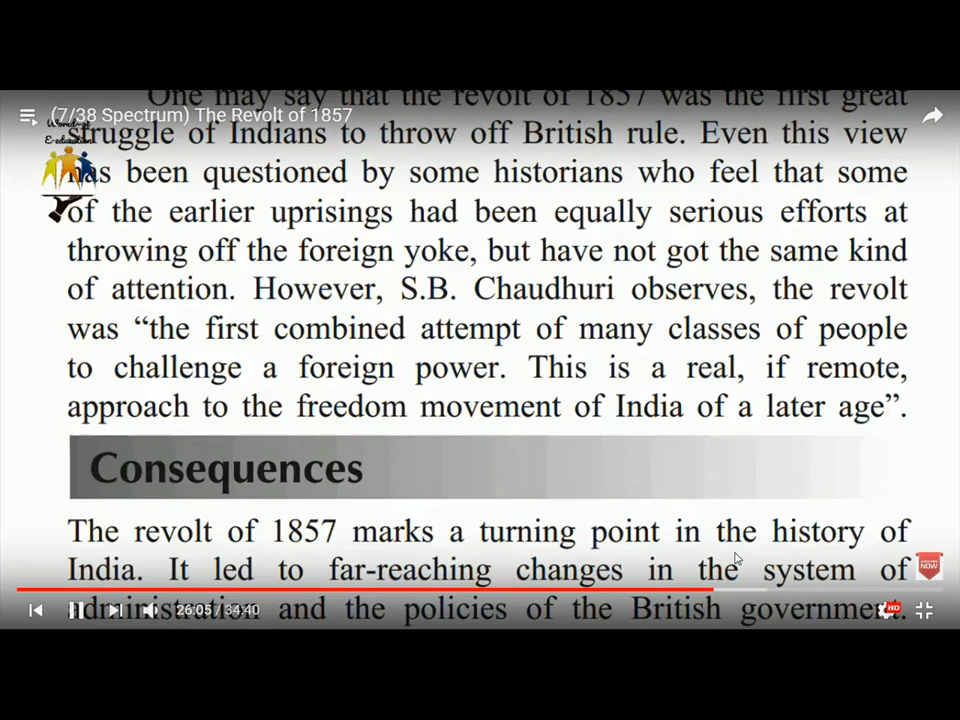 One may say that the revolt of 1857 was the first great
(7/38 Spectrum) The Revolt of 1857
World of
E-education
struggle of Indians to throw off British rule. Even this view
has been questioned by some historians who feel that some
of the earlier uprisings had been equally serious efforts at
throwing off the foreign yoke, but have not got the same kind
of attention. However, S.B. Chaudhuri observes, the revolt
was “the first combined attempt of many classes of people
to challenge a foreign power. This is a real, if remote,
approach to the freedom movement of India of a later age”.
Consequences
The revolt of 1857 marks a turning point in the history of
India. It led to far-reaching changes in the system of
administration and the policies of the British government.
26:05 / 34:40
HD
NOW